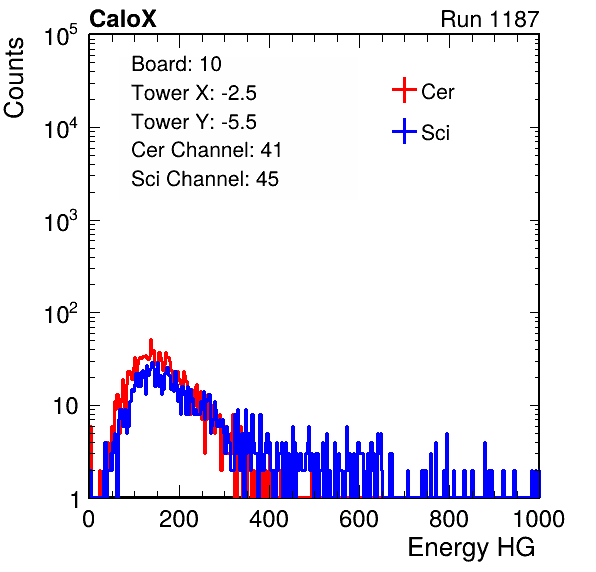 CaloX Run 1187
Board: 10
Tower X: -2.5
Tower Y: -5.5
Cer Channel: 41
Sci Channel: 45
Cer
Sci
Counts
10^5
10^4
10^3
10^2
10
1
0 200 400 600 800 1000
Energy HG